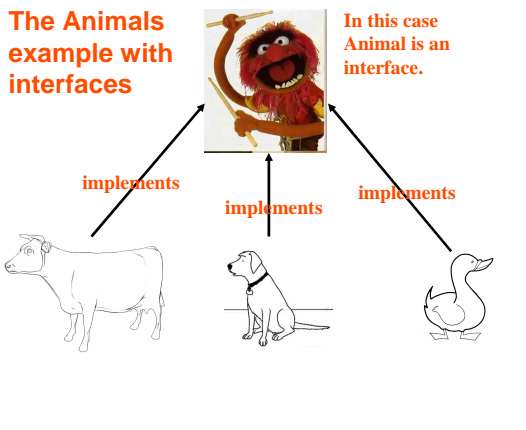 The Animals
example with
interfaces
In this case
Animal is an
interface.
implements
implements
implements